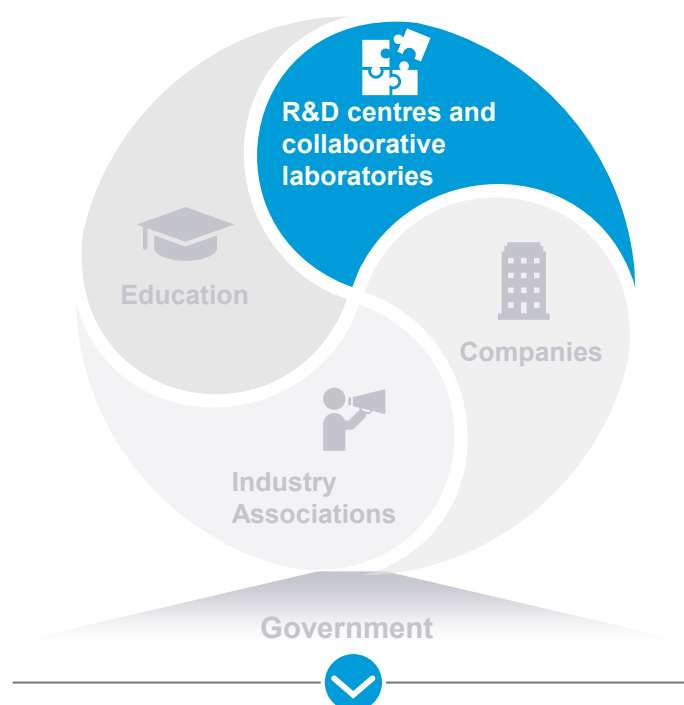 R&D centres and
collaborative
laboratories
Education
Companies
Industry
Associations
Government